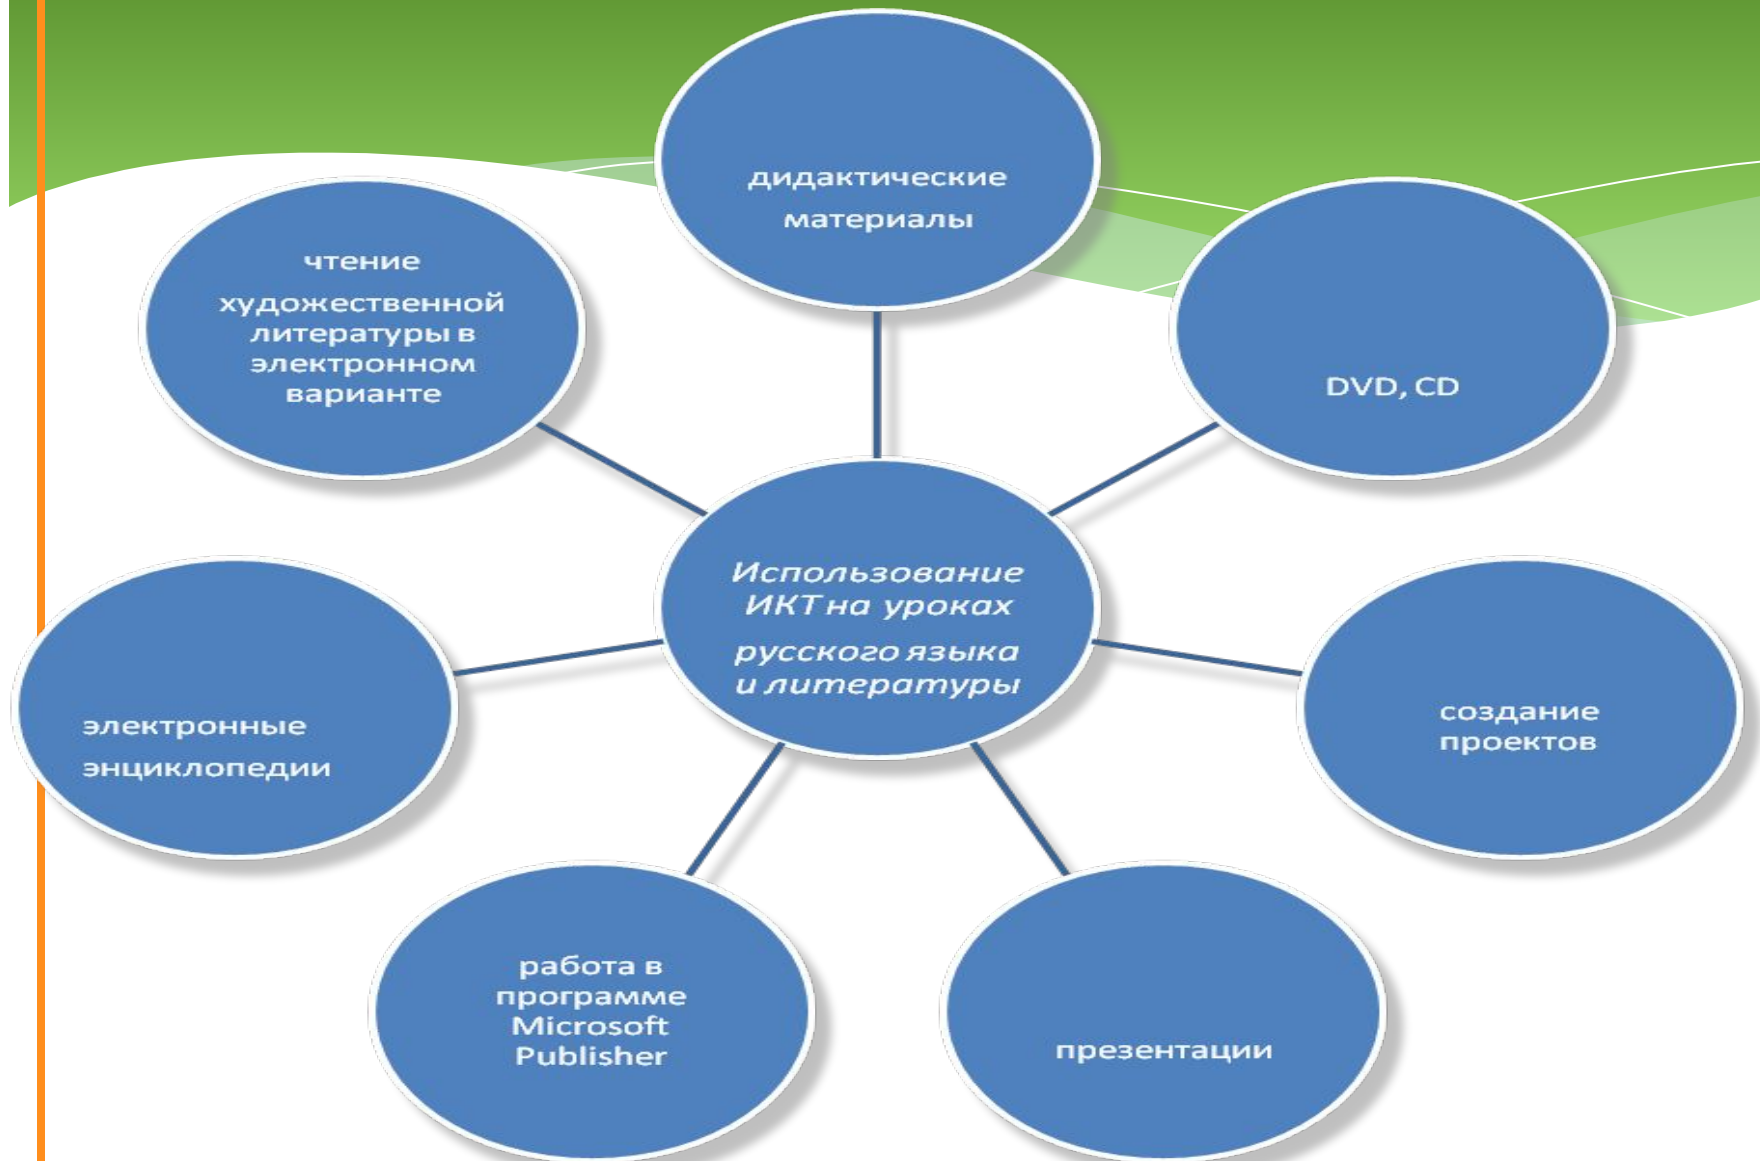 дидактические
материалы
чтение
художественной
литературы в
электронном
варианте
DVD, CD
Использование
ИКТ на уроках
русского языка
и литературы
электронные
энциклопедии
создание
проектов
работа в
программе
Microsoft
Publisher
презентации